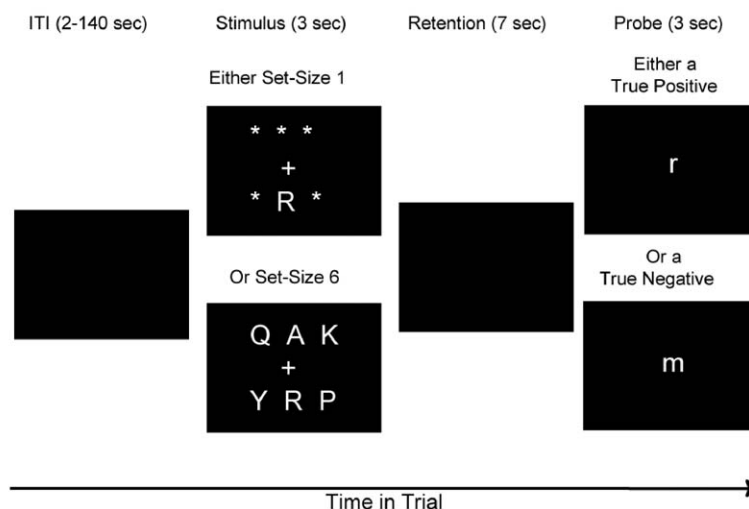 ITI (2-140 sec)
Stimulus (3 sec)
Retention (7 sec)
Probe (3 sec)
Either Set-Size 1
* * *
+
* R *
Or Set-Size 6
Q A K
+
Y R P
Either a
True Positive
r
Or a
True Negative
m
Time in Trial